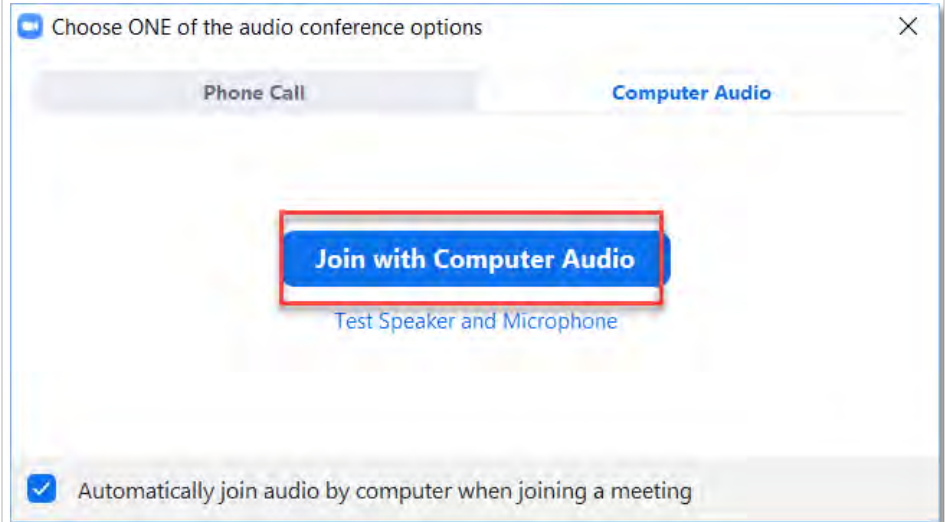 Choose ONE of the audio conference options
Phone Call
Computer Audio
Join with Computer Audio
Test Speaker and Microphone
Automatically join audio by computer when joining a meeting